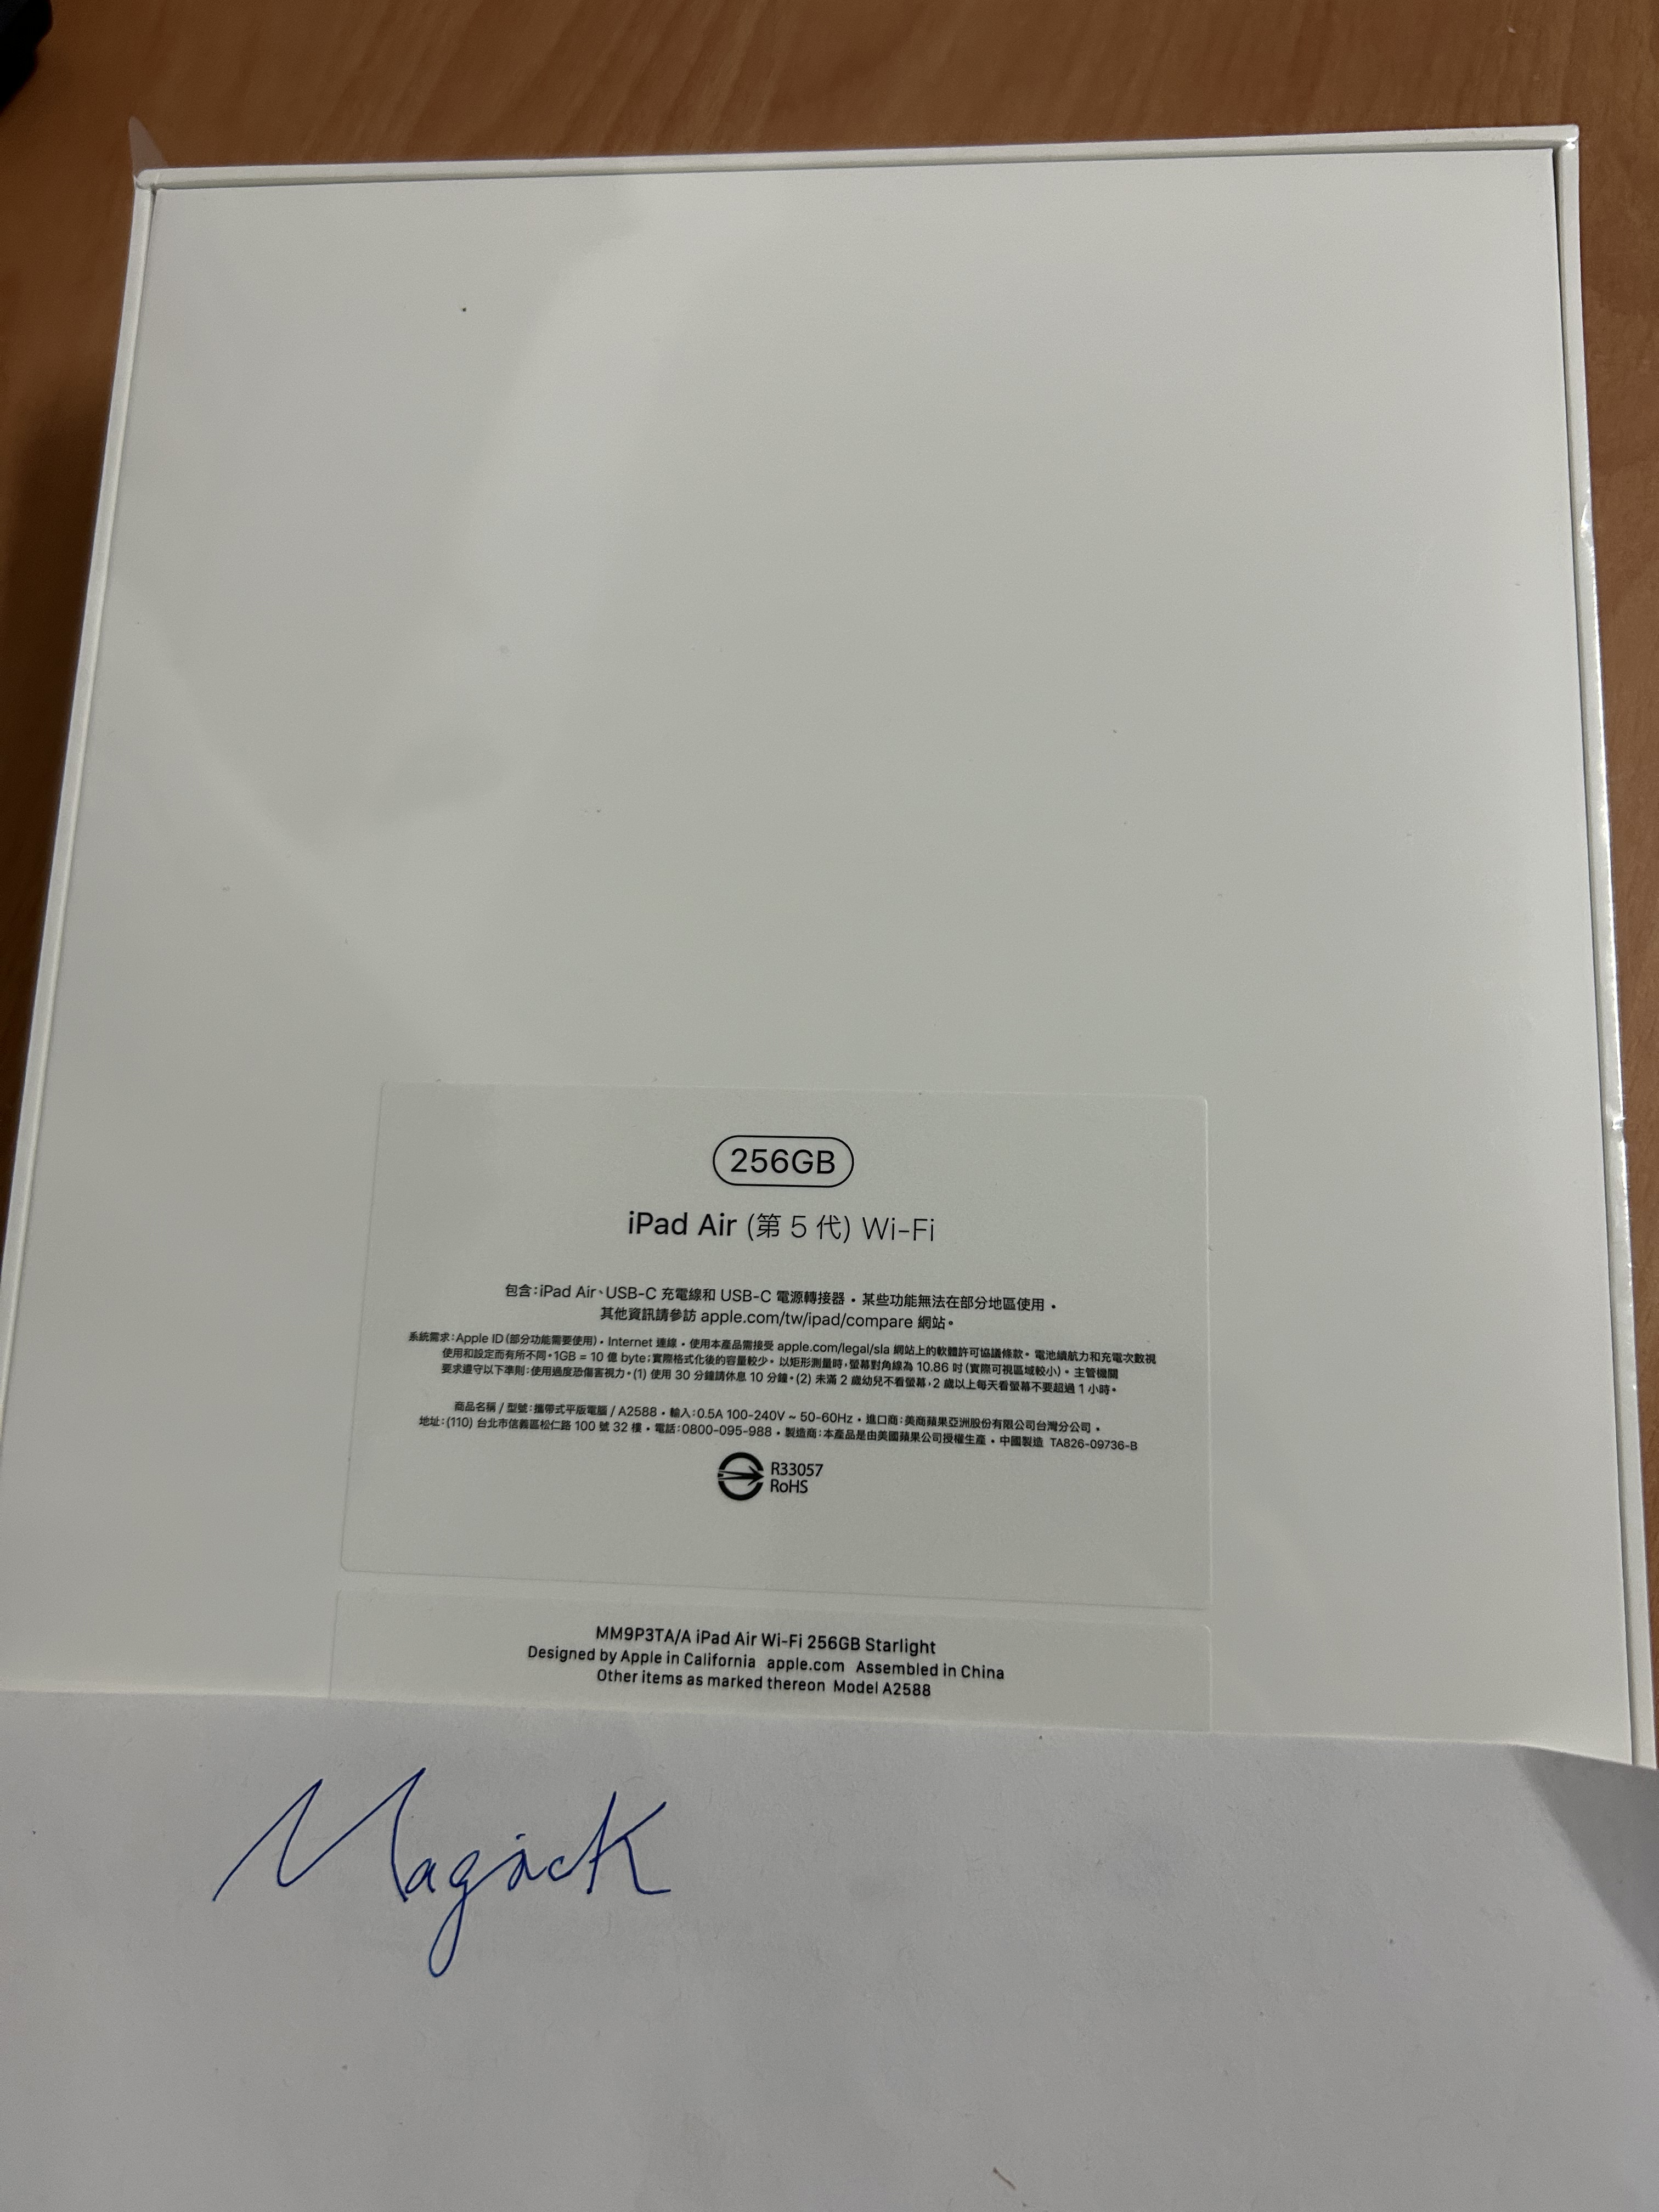 256GB
iPad Air (第 5 代) Wi-Fi
包含：iPad Air、USB-C 充電線和 USB-C 電源轉接器。某些功能無法在部分地區使用。
其他資訊請參訪 apple.com/tw/ipad/compare 網站。
系統需求：Apple ID（部分功能需要使用）。Internet 連線。使用本產品需接受 apple.com/legal/sla 網站上的軟體許可協議條款。電池續航力和充電次數視
使用和設定而有所不同。1GB = 10 億 byte；實際格式化後的容量較少。以矩形測量時，螢幕對角線為 10.86 吋（實際可視區域較小）。主管機關
要求遵守以下準則：使用過度恐傷害視力。(1) 使用 30 分鐘請休息 10 分鐘。(2) 未滿 2 歲幼兒不看螢幕，2 歲以上每天看螢幕不要超過 1 小時。
商品名稱 / 型號：攜帶式平版電腦 / A2588。輸入：0.5A 100-240V ~ 50-60Hz。進口商：美商蘋果亞洲股份有限公司台灣分公司。
地址：(110) 台北市信義區松仁路 100 號 32 樓。電話：0800-095-988。製造商：本產品是由美國蘋果公司授權生產。中國製造 TA826-09736-B
R33057
RoHS
MM9P3TA/A iPad Air Wi-Fi 256GB Starlight
Designed by Apple in California apple.com Assembled in China
Other items as marked thereon Model A2588
Magick